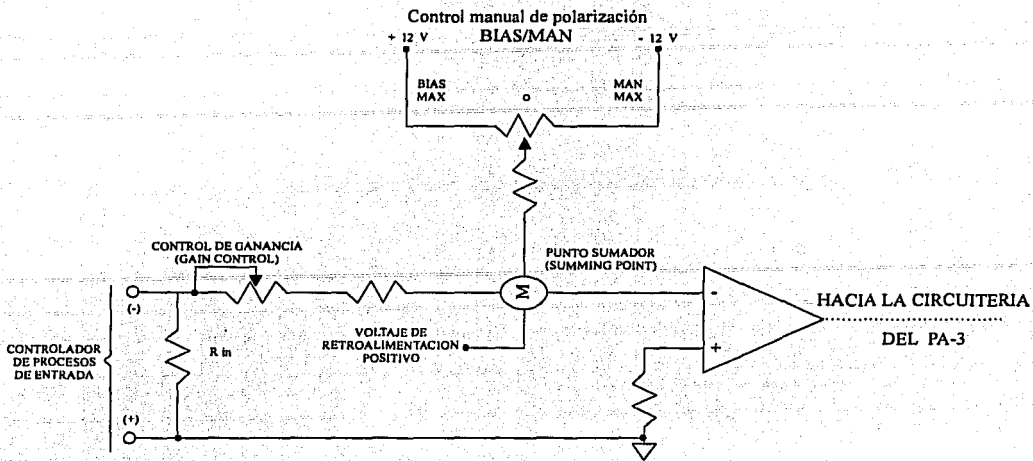 Control manual de polarización
BIAS/MAN
+ 12 V
- 12 V
BIAS
MAX
o
MAN
MAX
CONTROL DE GANANCIA
(GAIN CONTROL)
PUNTO SUMADOR
(SUMMING POINT)
(-)
M
-
HACIA LA CIRCUITERIA
DEL PA-3
CONTROLADOR
DE PROCESOS
DE ENTRADA
R in
VOLTAJE DE
RETROALIMENTACION
POSITIVO
+
(+)